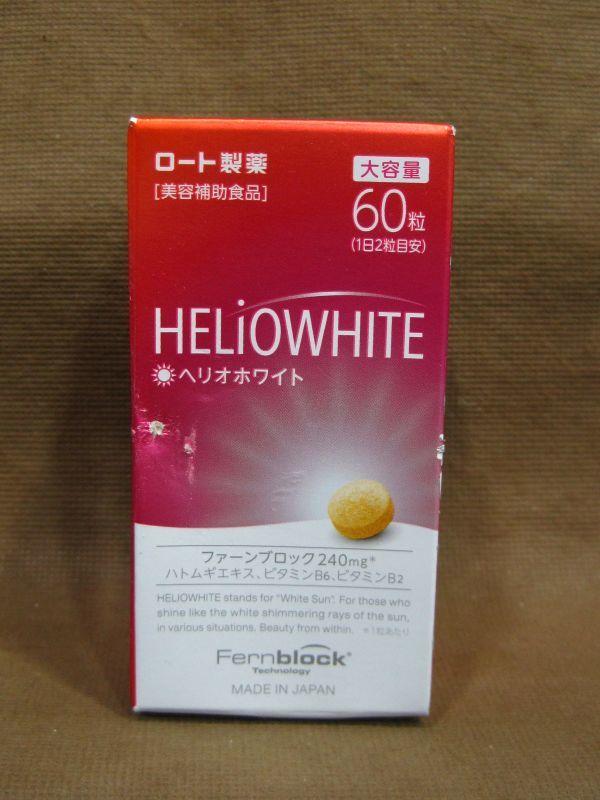 ロート製薬
[美容補助食品]
大容量
60粒
(1日2粒目安)
HELiOWHITE
ヘリオホワイト
ファーンブロック240mg*
ハトムギエキス、ビタミンB6、ビタミンB2
HELIOWHITE stands for "White Sun". For those who
shine like the white shimmering rays of the sun,
in various situations. Beauty from within. *1粒あたり
Fernblock®
Technology
MADE IN JAPAN